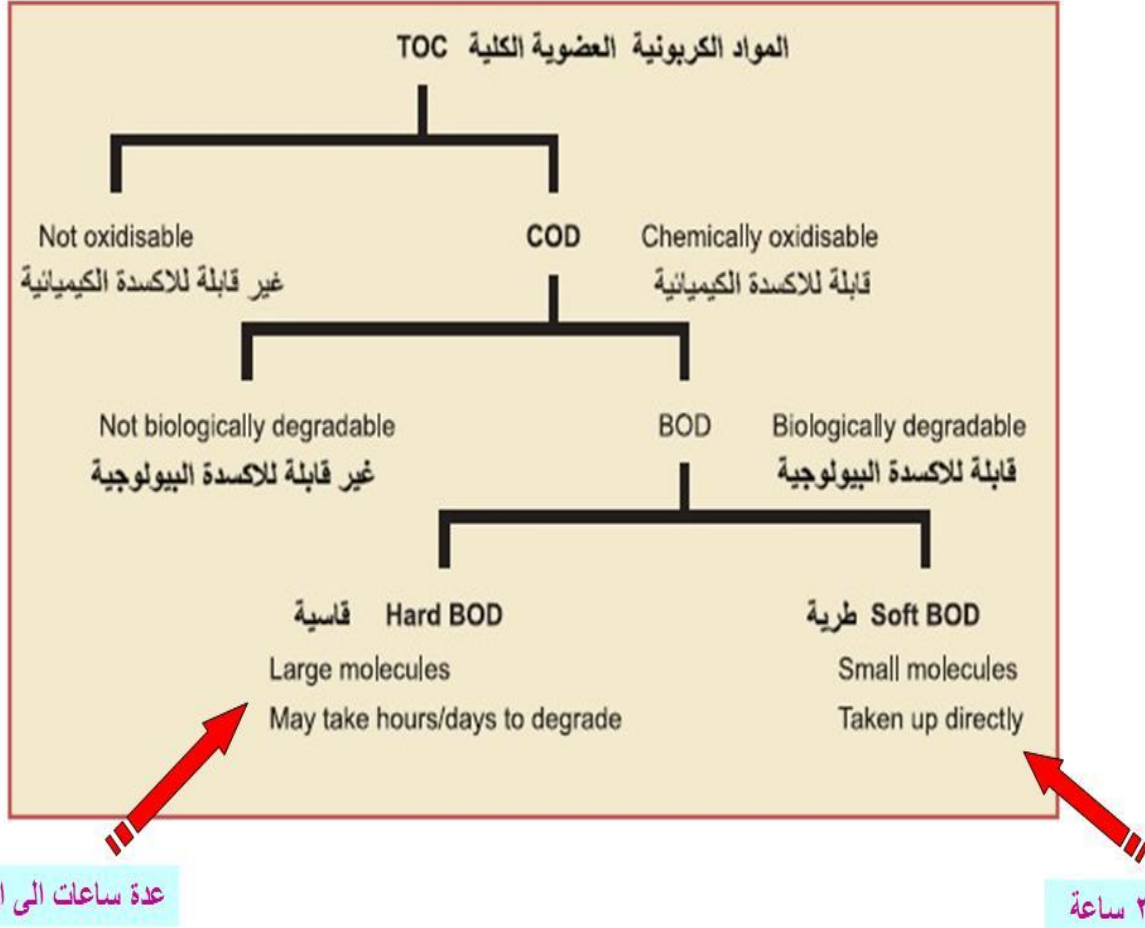 المواد الكربونية العضوية الكلية TOC
Not oxidisable
غير قابلة للاكسدة الكيميائية
COD
Chemically oxidisable
قابلة للاكسدة الكيميائية
Not biologically degradable
غير قابلة للاكسدة البيولوجية
BOD
Biologically degradable
قابلة للاكسدة البيولوجية
قاسية Hard BOD
Large molecules
May take hours/days to degrade
طرية Soft BOD
Small molecules
Taken up directly
عدة ساعات الى
ساعة